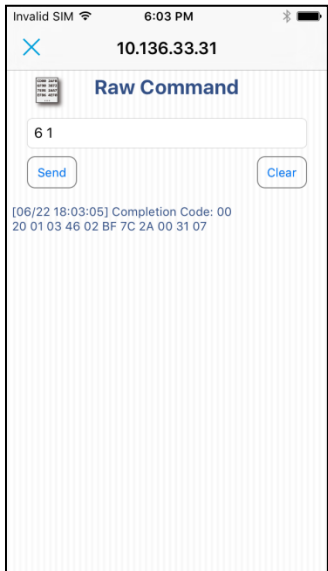 Invalid SIM 6:03 PM
10.136.33.31
Raw Command
6 1
Send Clear
[06/22 18:03:05] Completion Code: 00
20 01 03 46 02 BF 7C 2A 00 31 07